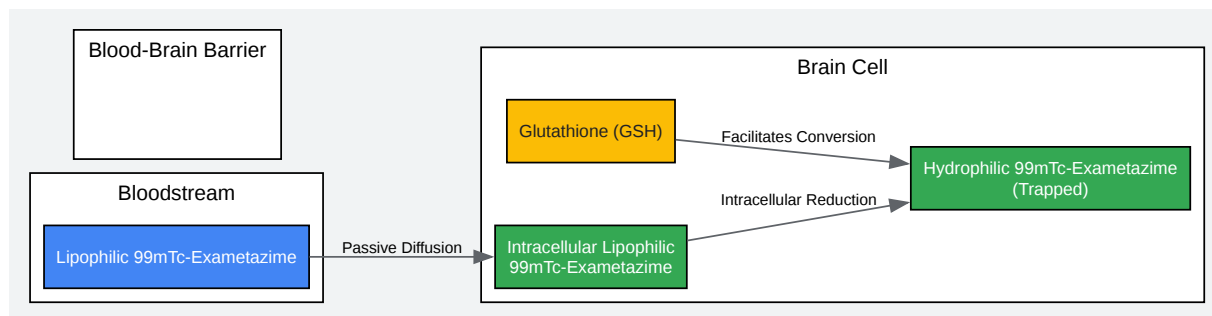 Blood-Brain Barrier
Bloodstream
Lipophilic 99mTc-Exametazime
Passive Diffusion
Brain Cell
Glutathione (GSH)
Facilitates Conversion
Intracellular Lipophilic
99mTc-Exametazime
Intracellular Reduction
Hydrophilic 99mTc-Exametazime
(Trapped)